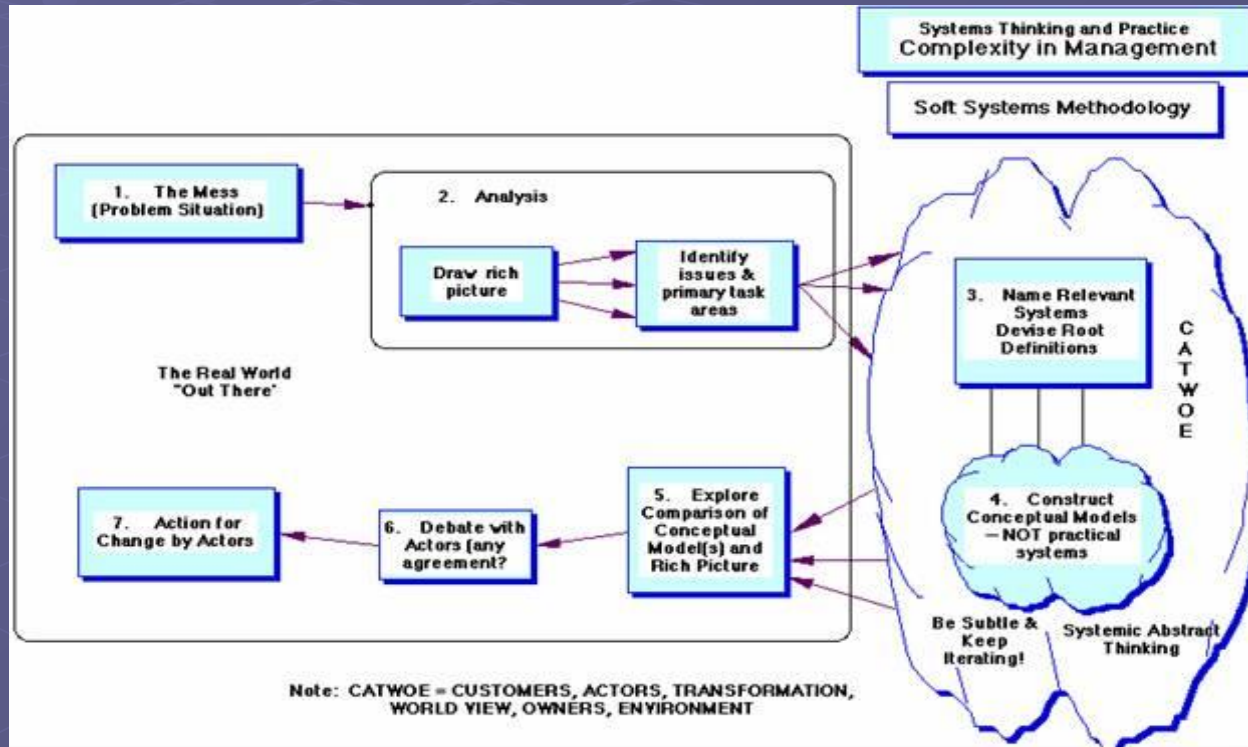 Systems Thinking and Practice
Complexity in Management
Soft Systems Methodology
1. The Mess
(Problem Situation)
2. Analysis
Draw rich
picture
Identify
issues &
primary task
areas
3. Name Relevant
Systems
Devise Root
Definitions
C
A
T
W
O
E
The Real World
"Out There"
4. Construct
Conceptual Models
—NOT practical
systems
5. Explore
Comparison of
Conceptual
Model(s) and
Rich Picture
6. Debate with
Actors (any
agreement?
7. Action for
Change by Actors
Be Subtle &
Keep
Iterating!
Systemic Abstract
Thinking
Note: CATWOE = CUSTOMERS, ACTORS, TRANSFORMATION,
WORLD VIEW, OWNERS, ENVIRONMENT